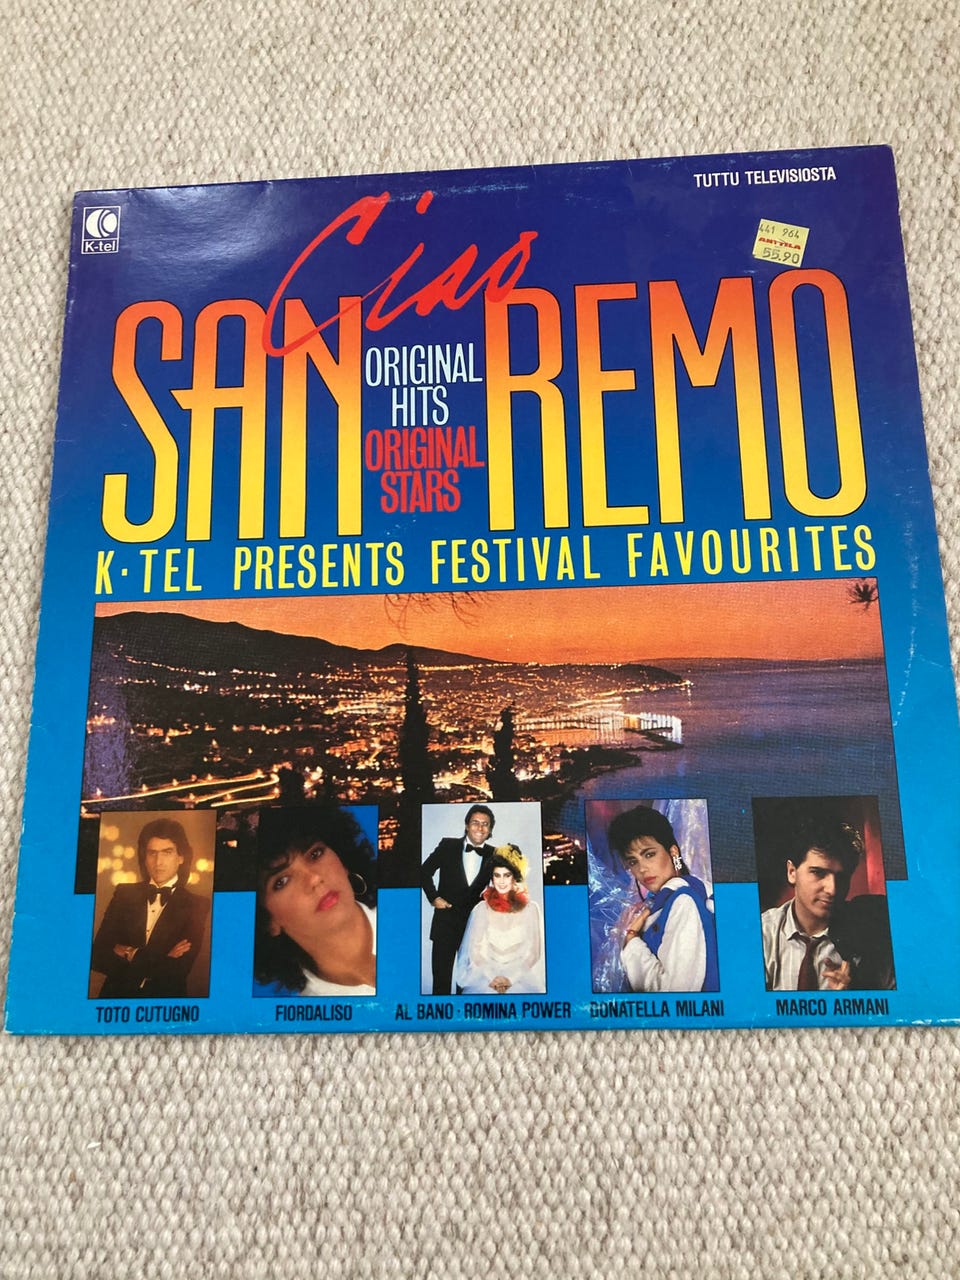 TUTTU TELEVISIOSTA
K-tel
441 964
ANTTILA
55.90
Ciao
SAN REMO
ORIGINAL
HITS
ORIGINAL
STARS
K·TEL PRESENTS FESTIVAL FAVOURITES
TOTO CUTUGNO
FIORDALISO
AL BANO · ROMINA POWER
DONATELLA MILANI
MARCO ARMANI